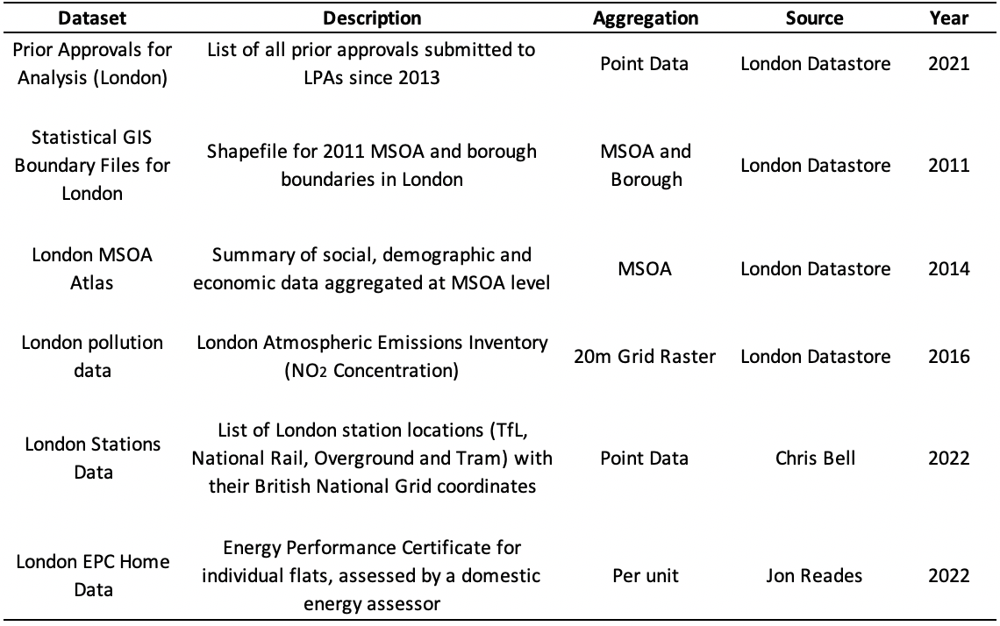 Dataset Description Aggregation Source Year
Prior Approvals for
Analysis (London)
List of all prior approvals submitted to
LPAs since 2013
Point Data
London Datastore
2021
Statistical GIS
Boundary Files for
London
Shapefile for 2011 MSOA and borough
boundaries in London
MSOA and
Borough
London Datastore
2011
London MSOA
Atlas
Summary of social, demographic and
economic data aggregated at MSOA level
MSOA
London Datastore
2014
London pollution
data
London Atmospheric Emissions Inventory
(NO2 Concentration)
20m Grid Raster
London Datastore
2016
London Stations
Data
List of London station locations (TfL,
National Rail, Overground and Tram) with
their British National Grid coordinates
Point Data
Chris Bell
2022
London EPC Home
Data
Energy Performance Certificate for
individual flats, assessed by a domestic
energy assessor
Per unit
Jon Reades
2022